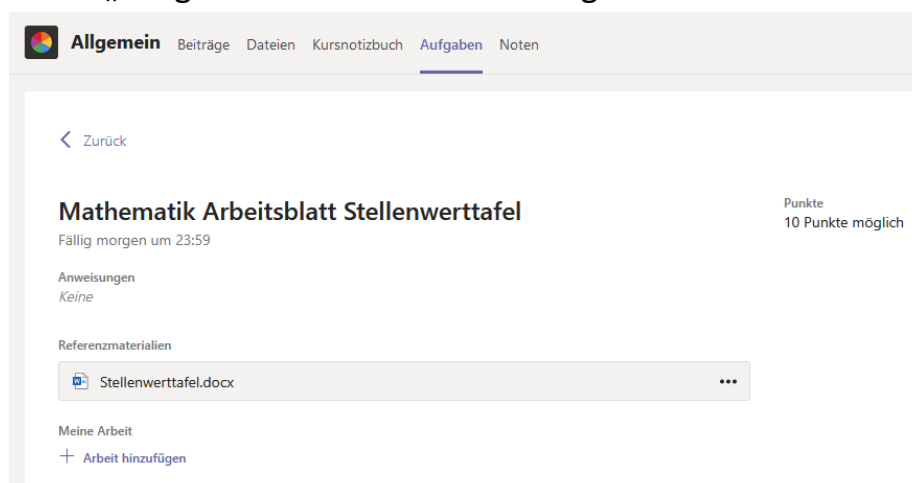 Allgemein Beiträge Dateien Kursnotizbuch Aufgaben Noten
Zurück
Mathematik Arbeitsblatt Stellenwerttafel
Fällig morgen um 23:59
Punkte
10 Punkte möglich
Anweisungen
Keine
Referenzmaterialien
Stellenwerttafel.docx
Meine Arbeit
+ Arbeit hinzufügen